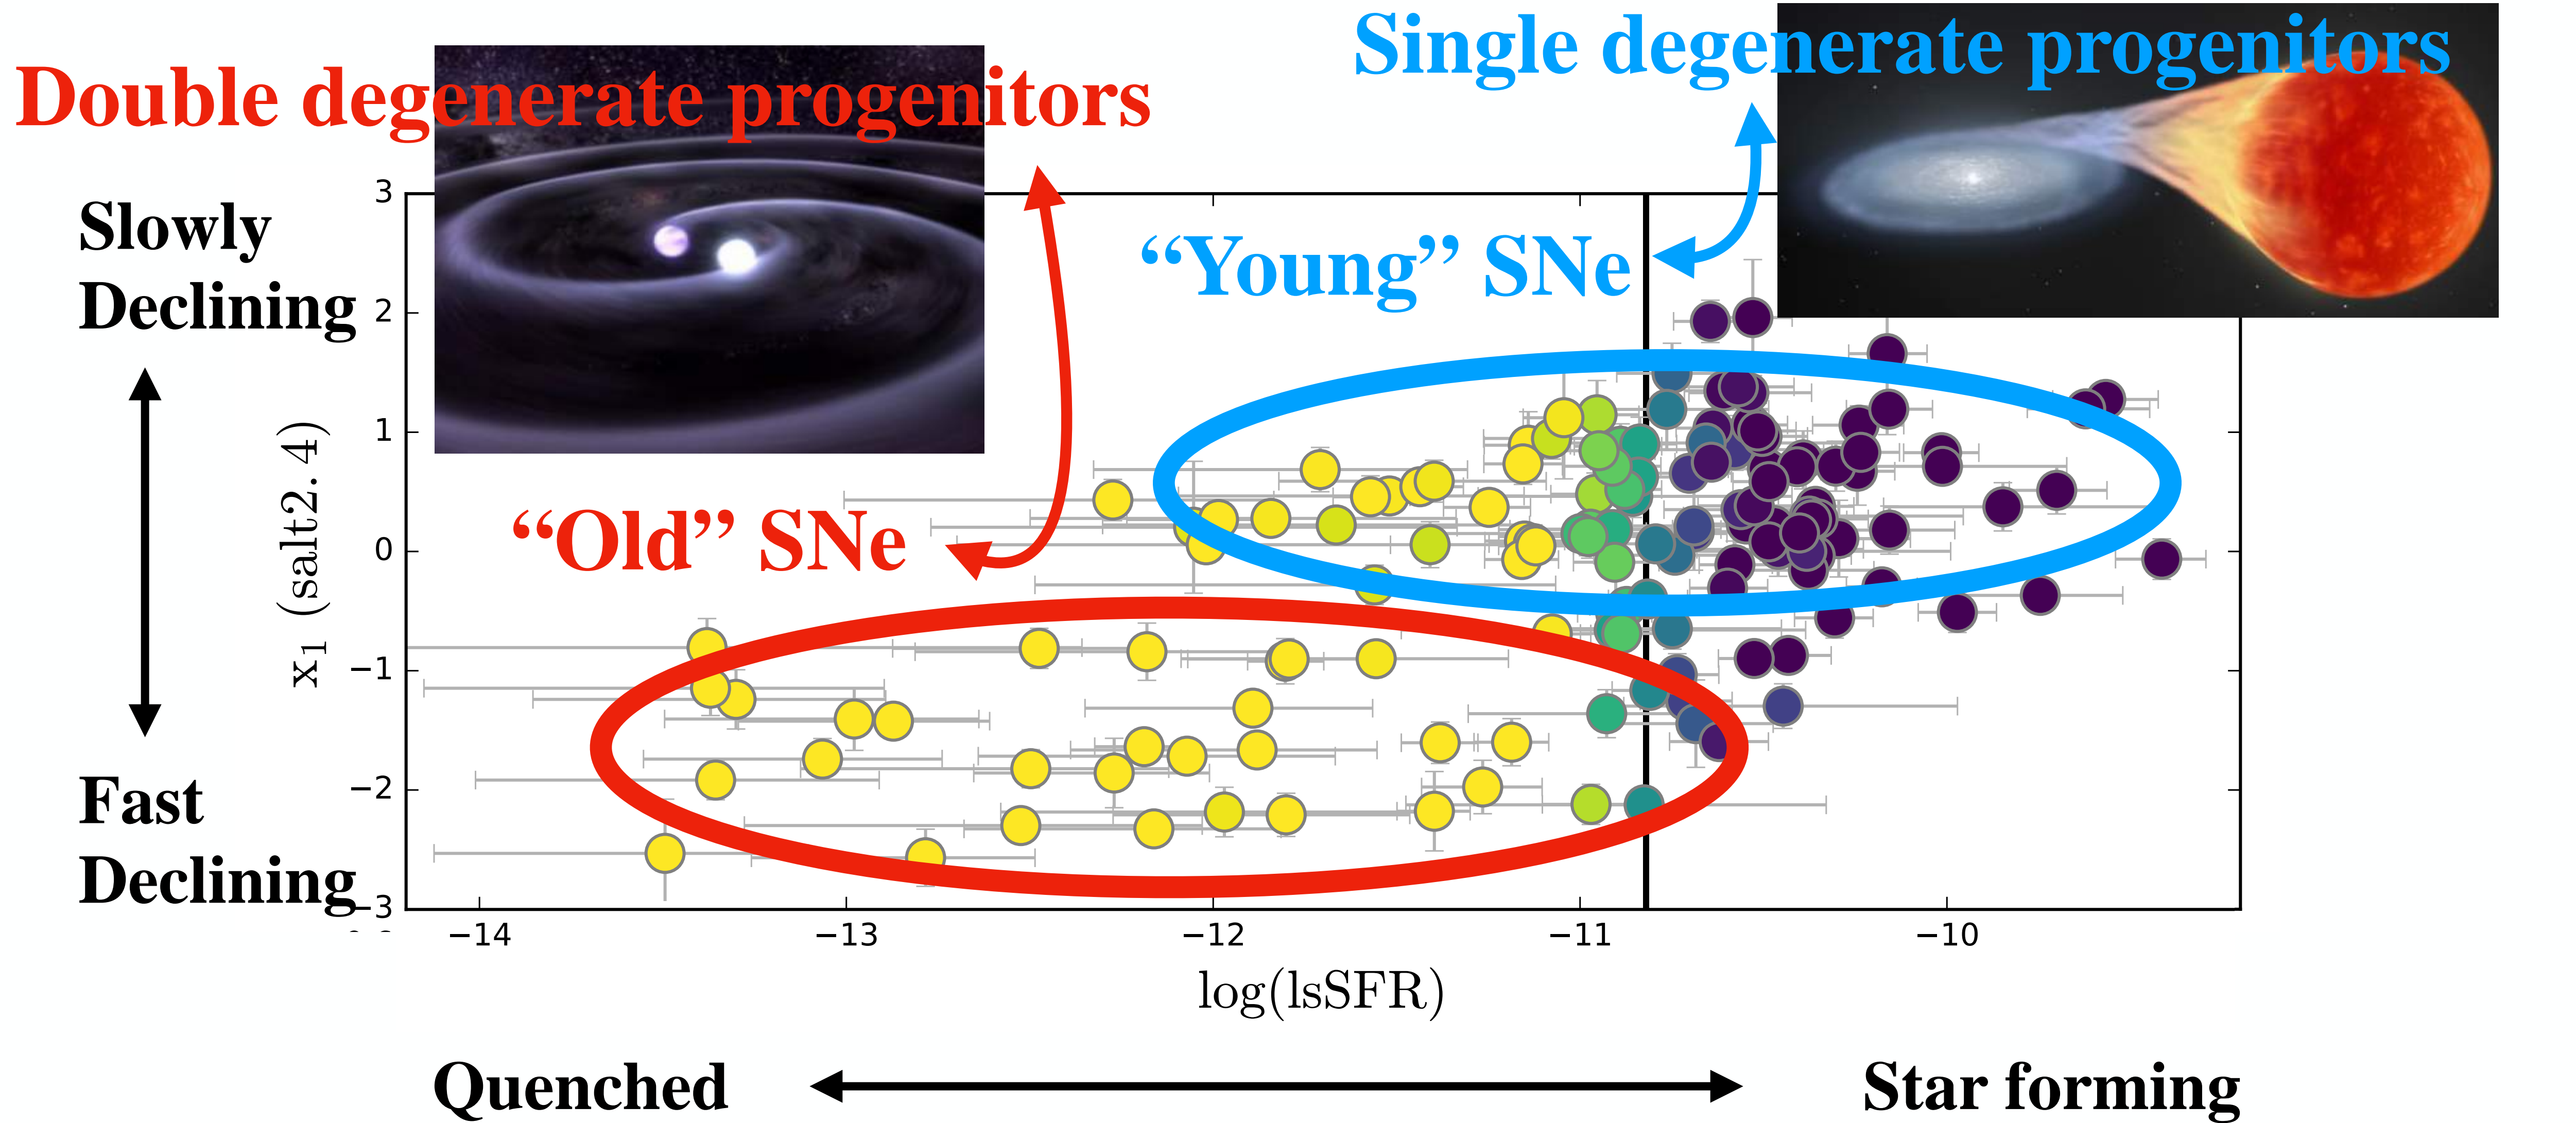 Double degenerate progenitors
Single degenerate progenitors
Slowly
Declining
Fast
Declining
“Old” SNe
“Young” SNe
x1 (salt2. 4)
3
2
1
0
−1
−2
−3
−14
−13
−12
−11
−10
log(lsSFR)
Quenched
Star forming